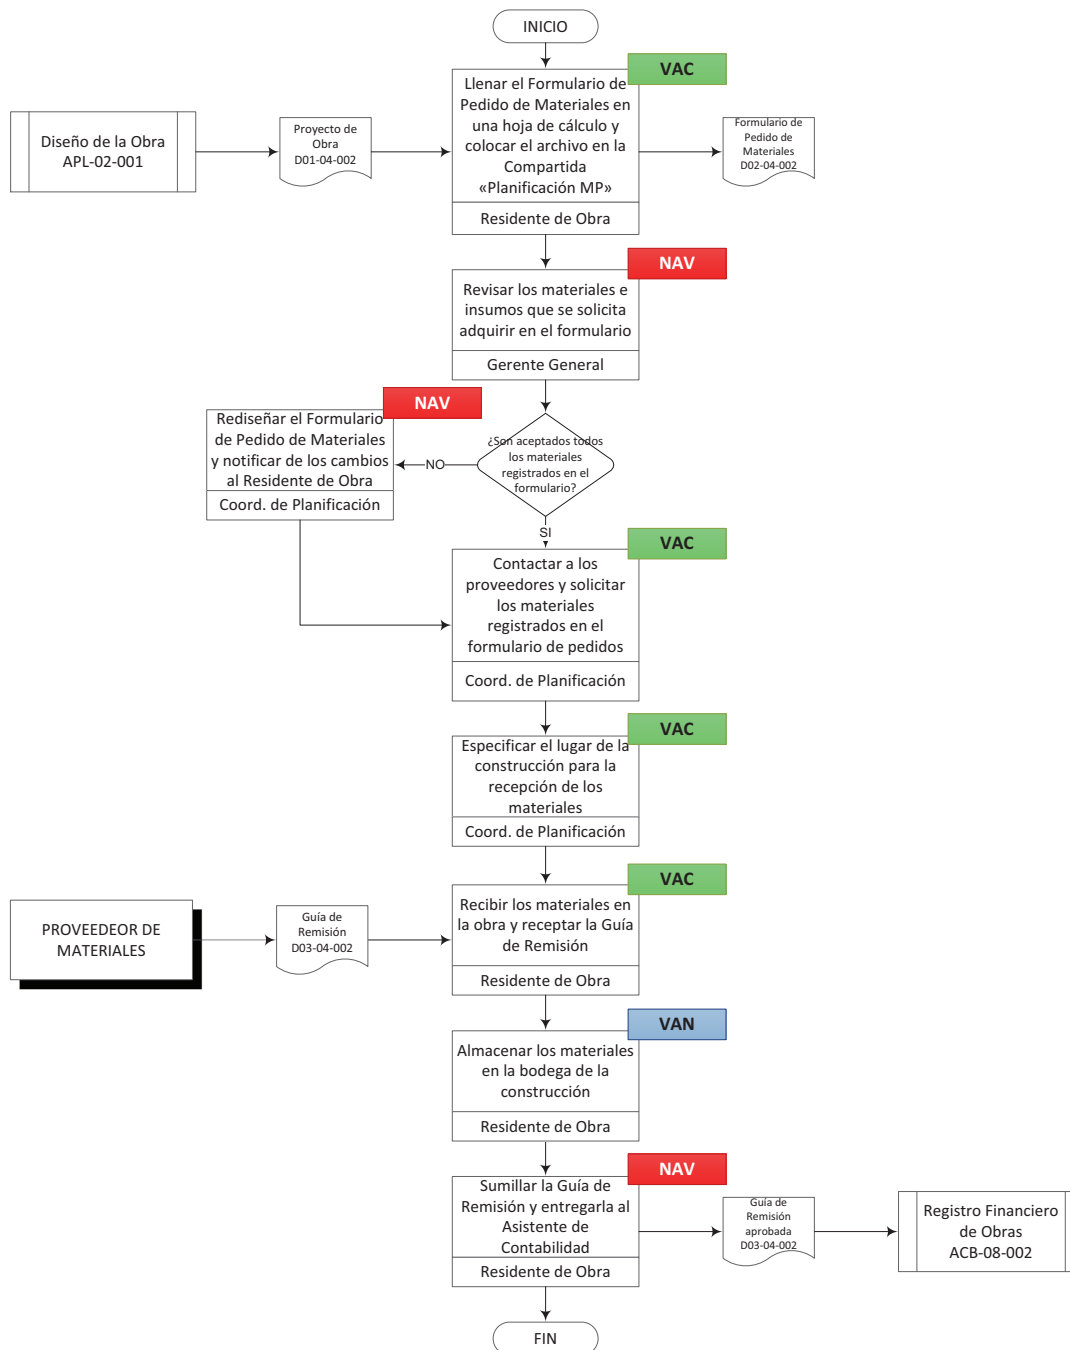 INICIO
VAC
Llenar el Formulario de
Pedido de Materiales en
una hoja de cálculo y
colocar el archivo en la
Compartida
«Planificación MP»
Residente de Obra
Diseño de la Obra
APL-02-001
Proyecto de
Obra
D01-04-002
Formulario de
Pedido de
Materiales
D02-04-002
NAV
Revisar los materiales e
insumos que se solicita
adquirir en el formulario
Gerente General
NAV
Rediseñar el Formulario
de Pedido de Materiales
y notificar de los cambios
al Residente de Obra
Coord. de Planificación
NO
¿Son aceptados todos
los materiales
registrados en el
formulario?
SI
VAC
Contactar a los
proveedores y solicitar
los materiales
registrados en el
formulario de pedidos
Coord. de Planificación
VAC
Especificar el lugar de la
construcción para la
recepción de los
materiales
Coord. de Planificación
VAC
Recibir los materiales en
la obra y receptar la Guía
de Remisión
Residente de Obra
PROVEEDEOR DE
MATERIALES
Guía de
Remisión
D03-04-002
VAN
Almacenar los materiales
en la bodega de la
construcción
Residente de Obra
NAV
Sumillar la Guía de
Remisión y entregarla al
Asistente de
Contabilidad
Residente de Obra
Guía de
Remisión
aprobada
D03-04-002
Registro Financiero
de Obras
ACB-08-002
FIN